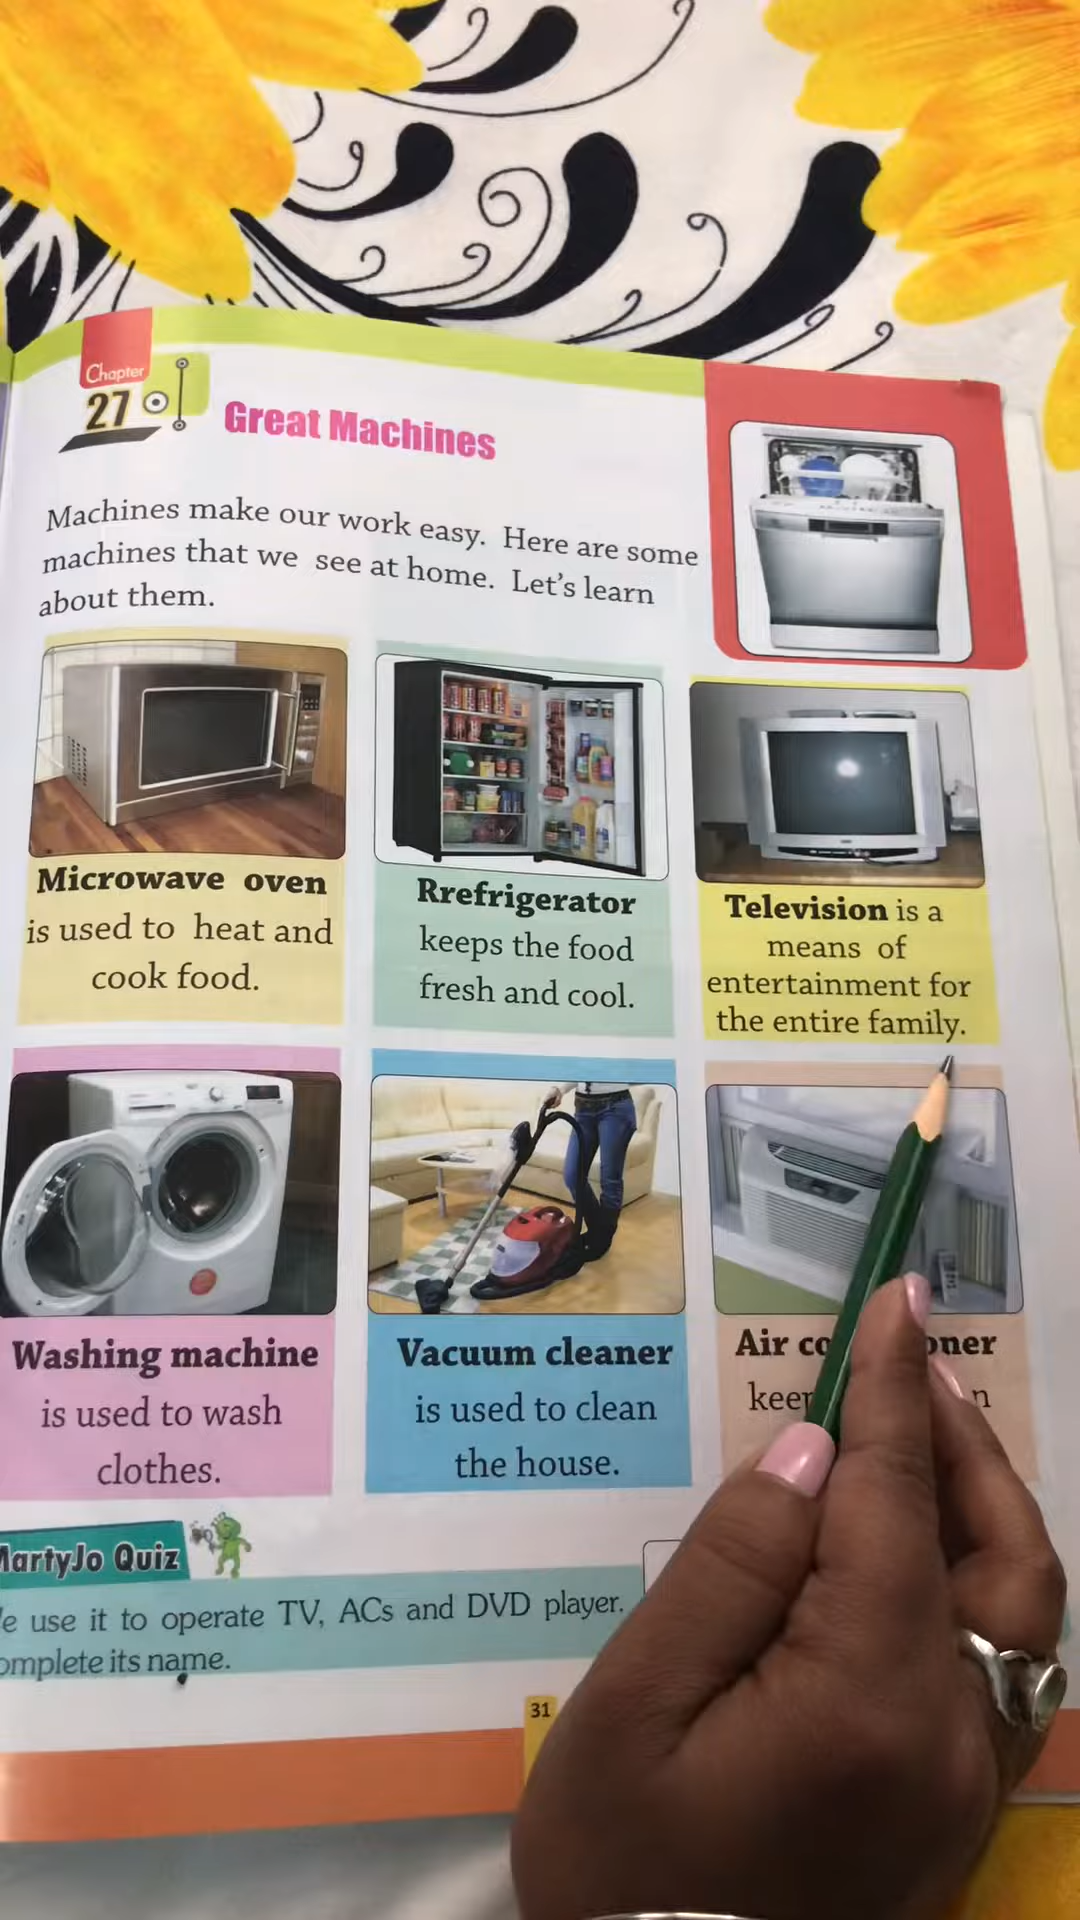 Chapter
27
Great Machines
Machines make our work easy. Here are some
machines that we see at home. Let's learn
about them.
Microwave oven
is used to heat and
cook food.
Rrefrigerator
keeps the food
fresh and cool.
Television is a
means of
entertainment for
the entire family.
Washing machine
is used to wash
clothes.
Vacuum cleaner
is used to clean
the house.
Air
MartyJo Quiz
use it to operate TV, ACs and DVD player.
its name.
31